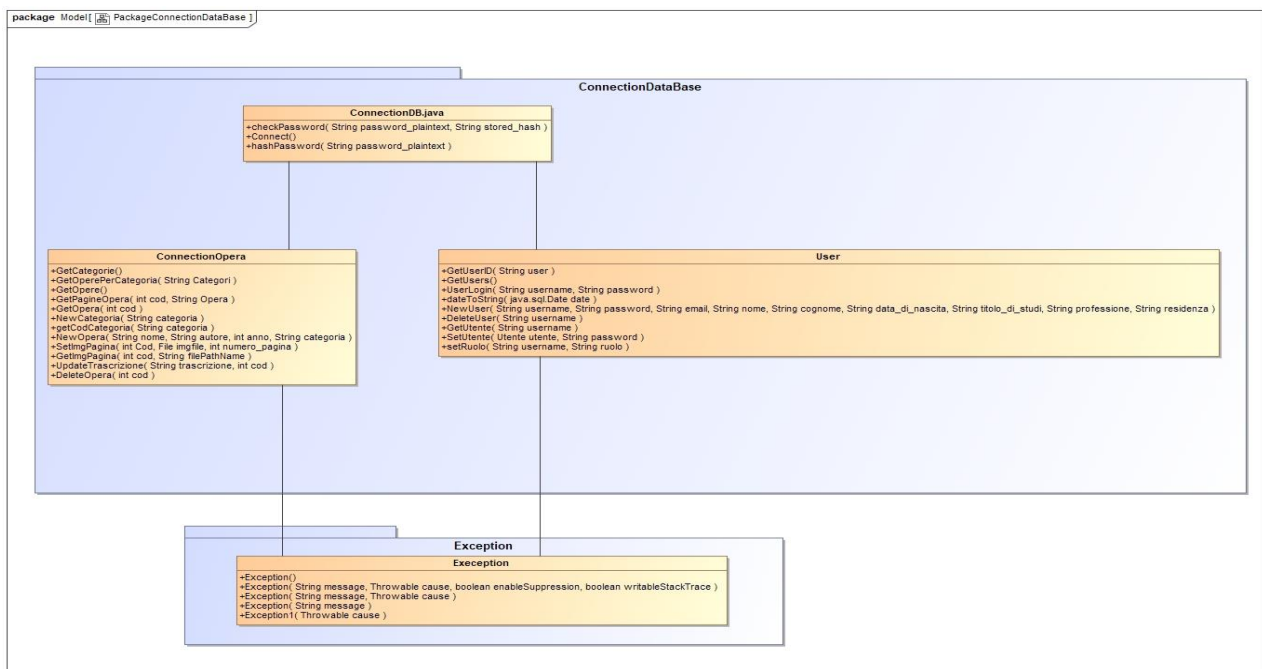 package Model[ PackageConnectionDataBase ]
ConnectionDataBase
ConnectionDB.java
+checkPassword( String password_plaintext, String stored_hash )
+Connect()
+hashPassword( String password_plaintext )
ConnectionOpera
+GetCategorie()
+GetOperePerCategoria( String Categori )
+GetOpere()
+GetPagineOpera( int cod, String Opera )
+GetOpera( int cod )
+NewCategoria( String categoria )
+getCodCategoria( String categoria )
+NewOpera( String nome, String autore, int anno, String categoria )
+SetImgPagina( int Cod, File imgfile, int numero_pagina )
+GetImgPagina( int cod, String filePathName )
+UpdateTrascrizione( String trascrizione, int cod )
+DeleteOpera( int cod )
User
+GetUserID( String user )
+GetUsers()
+UserLogin( String username, String password )
+dateToString( java.sql.Date date )
+NewUser( String username, String password, String email, String nome, String cognome, String data_di_nascita, String titolo_di_studi, String professione, String residenza )
+DeleteUser( String username )
+GetUtente( String username )
+SetUtente( Utente utente, String password )
+setRuolo( String username, String ruolo )
Exception
Exeception
+Exception()
+Exception( String message, Throwable cause, boolean enableSuppression, boolean writableStackTrace )
+Exception( String message, Throwable cause )
+Exception( String message )
+Exception1( Throwable cause )